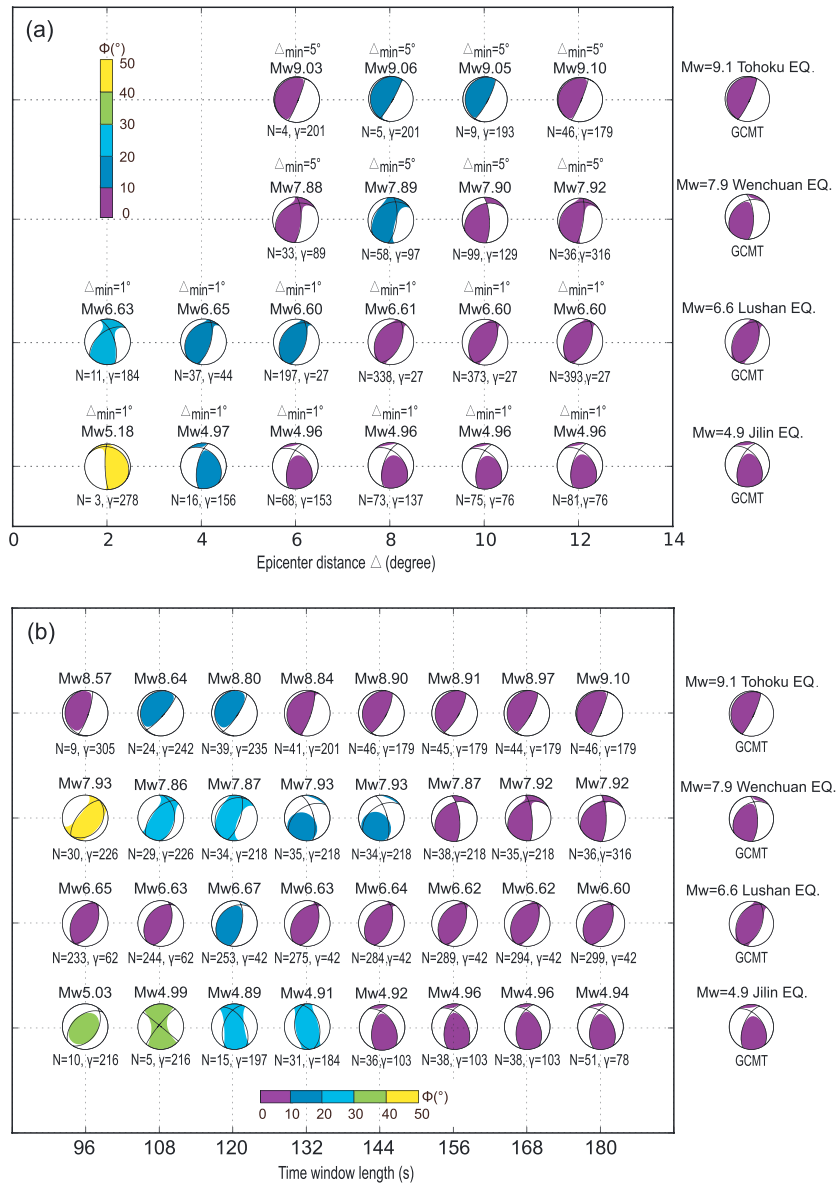 (a)
Φ(°)
50
40
30
20
10
0
△min=5° △min=5° △min=5° △min=5°
Mw9.03 Mw9.06 Mw9.05 Mw9.10 Mw=9.1 Tohoku EQ.
N=4, γ=201 N=5, γ=201 N=9, γ=193 N=46, γ=179 GCMT
△min=5° △min=5° △min=5° △min=5°
Mw7.88 Mw7.89 Mw7.90 Mw7.92 Mw=7.9 Wenchuan EQ.
N=33, γ=89 N=58, γ=97 N=99, γ=129 N=36,γ=316 GCMT
△min=1° △min=1° △min=1° △min=1° △min=1° △min=1°
Mw6.63 Mw6.65 Mw6.60 Mw6.61 Mw6.60 Mw6.60 Mw=6.6 Lushan EQ.
N=11, γ=184 N=37, γ=44 N=197, γ=27 N=338, γ=27 N=373, γ=27 N=393,γ=27 GCMT
△min=1° △min=1° △min=1° △min=1° △min=1° △min=1°
Mw5.18 Mw4.97 Mw4.96 Mw4.96 Mw4.96 Mw4.96 Mw=4.9 Jilin EQ.
N= 3, γ=278 N=16, γ=156 N=68, γ=153 N=73, γ=137 N=75, γ=76 N=81, γ=76 GCMT
0 2 4 6 8 10 12 14
Epicenter distance △ (degree)
(b)
Mw8.57 Mw8.64 Mw8.80 Mw8.84 Mw8.90 Mw8.91 Mw8.97 Mw9.10 Mw=9.1 Tohoku EQ.
N=9, γ=305 N=24, γ=242 N=39, γ=235 N=41, γ=201 N=46, γ=179 N=45, γ=179 N=44, γ=179 N=46, γ=179 GCMT
Mw7.93 Mw7.86 Mw7.87 Mw7.93 Mw7.93 Mw7.87 Mw7.92 Mw7.92 Mw=7.9 Wenchuan EQ.
N=30, γ=226 N=29, γ=226 N=34, γ=218 N=35, γ=218 N=34,γ=218 N=38,γ=218 N=35,γ=218 N=36,γ=316 GCMT
Mw6.65 Mw6.63 Mw6.67 Mw6.63 Mw6.64 Mw6.62 Mw6.62 Mw6.60 Mw=6.6 Lushan EQ.
N=233, γ=62 N=244, γ=62 N=253, γ=42 N=275, γ=42 N=284,γ=42 N=289, γ=42 N=294, γ=42 N=299, γ=42 GCMT
Mw5.03 Mw4.99 Mw4.89 Mw4.91 Mw4.92 Mw4.96 Mw4.96 Mw4.94 Mw=4.9 Jilin EQ.
N=10, γ=216 N=5, γ=216 N=15, γ=197 N=31, γ=184 N=36,γ=103 N=38, γ=103 N=38, γ=103 N=51, γ=78 GCMT
Φ(°)
0 10 20 30 40 50
96 108 120 132 144 156 168 180
Time window length (s)